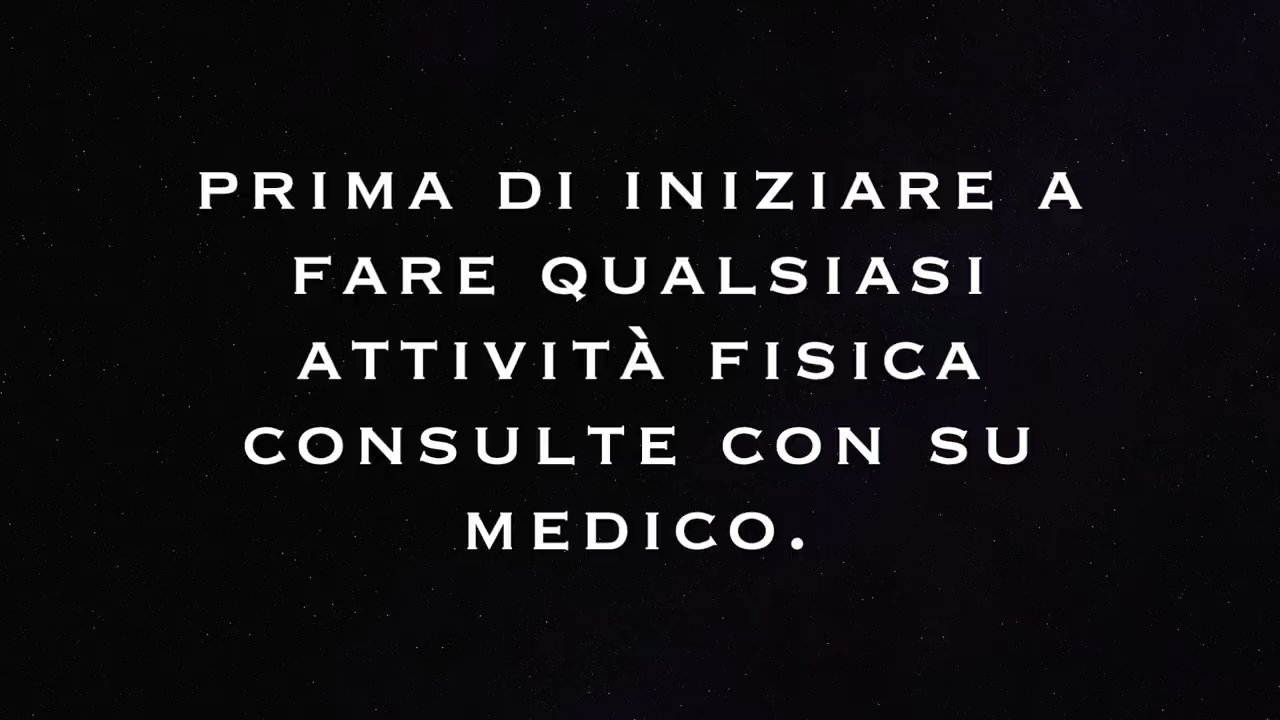 PRIMA DI INIZIARE A
FARE QUALSIASI
ATTIVITÀ FISICA
CONSULTE CON SU
MEDICO.